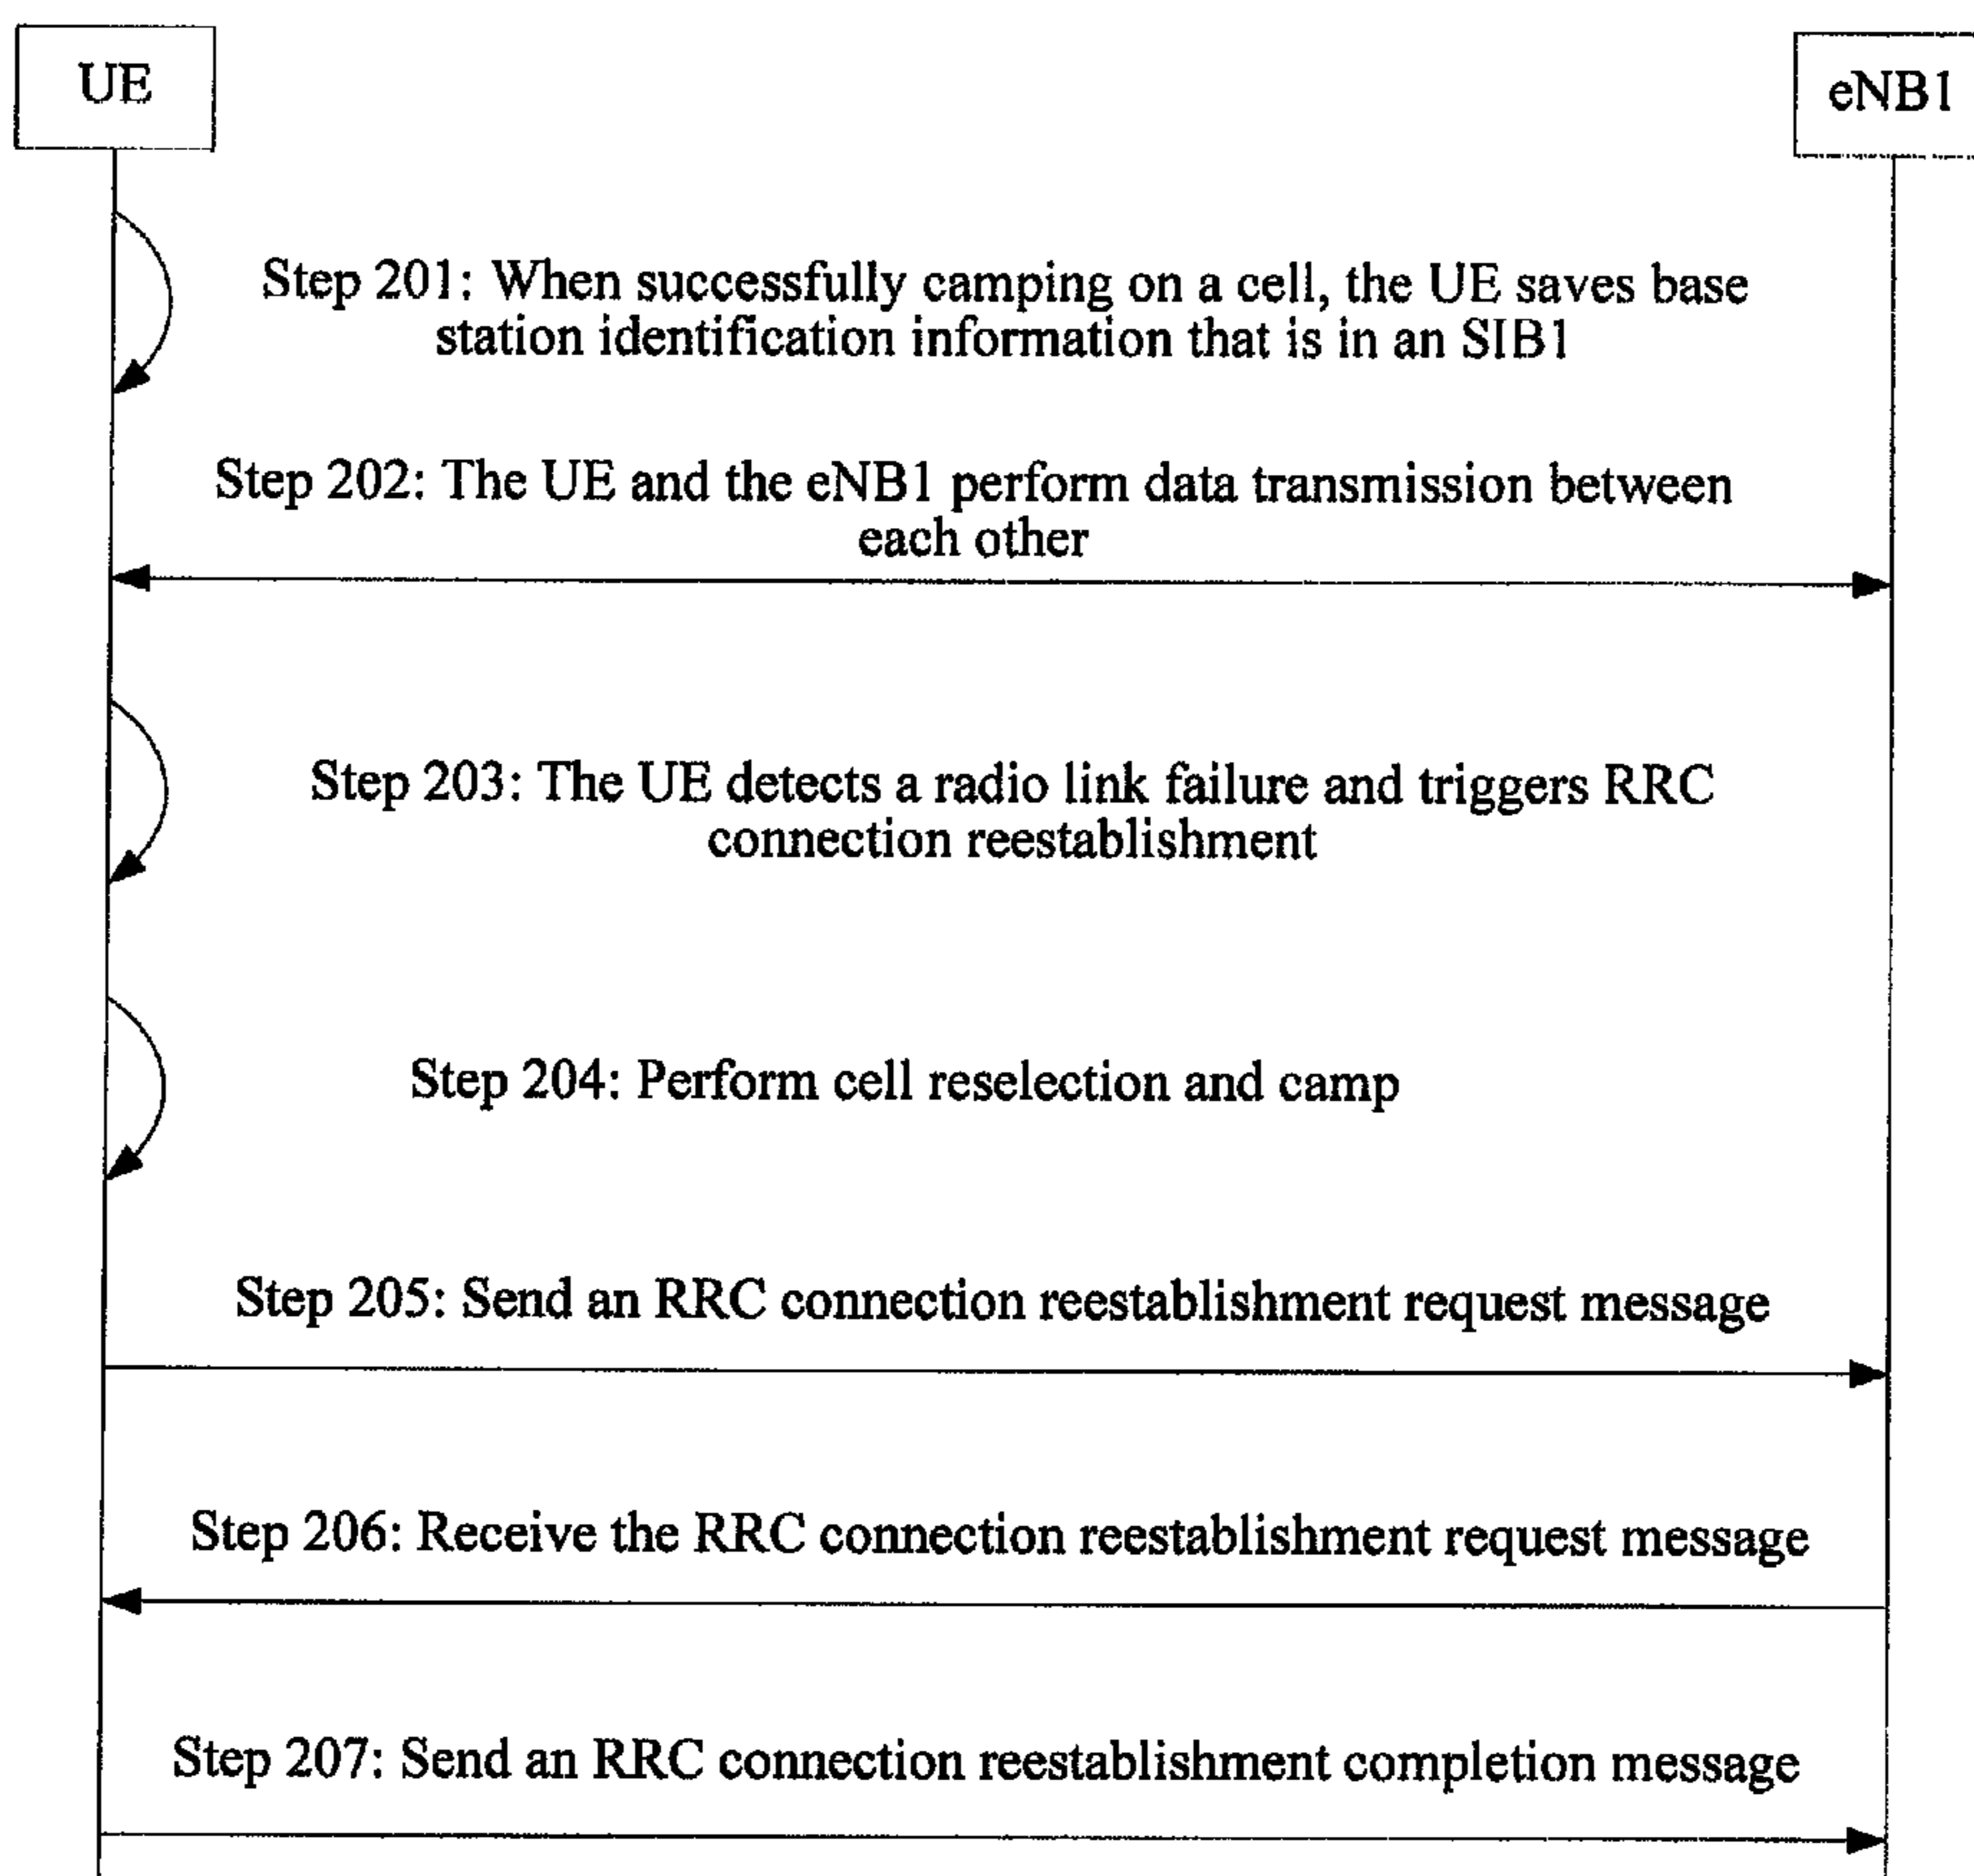 UE
eNB1
Step 201: When successfully camping on a cell, the UE saves base
station identification information that is in an SIB1
Step 202: The UE and the eNB1 perform data transmission between
each other
Step 203: The UE detects a radio link failure and triggers RRC
connection reestablishment
Step 204: Perform cell reselection and camp
Step 205: Send an RRC connection reestablishment request message
Step 206: Receive the RRC connection reestablishment request message
Step 207: Send an RRC connection reestablishment completion message